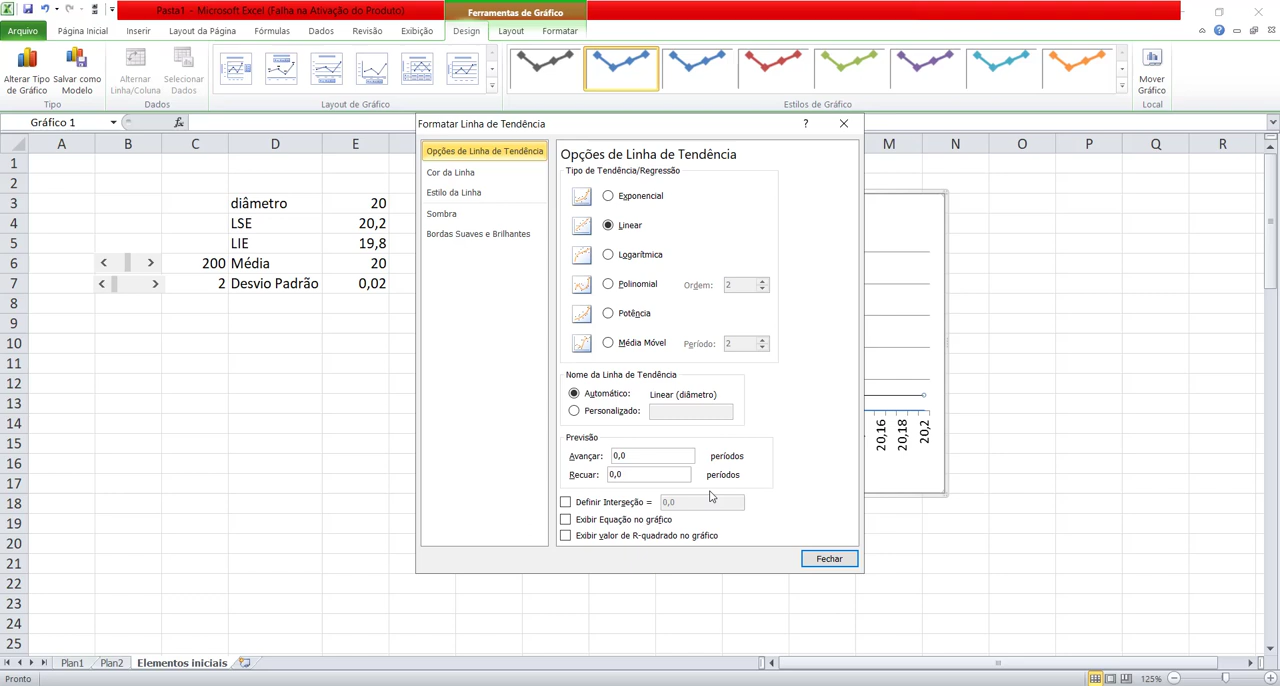 Pasta1 - Microsoft Excel (Falha na Ativação do Produto)
Ferramentas de Gráfico
Arquivo Página Inicial Inserir Layout da Página Fórmulas Dados Revisão Exibição Design Layout Formatar
Alterar Tipo de Gráfico
Salvar como Modelo
Alternar Linha/Coluna
Selecionar Dados
Mover Gráfico
Tipo Dados Layout de Gráfico Estilos de Gráfico Local
Gráfico 1 fx
A B C D E M N O P Q R
1
2
3 diâmetro 20
4 LSE 20,2
5 LIE 19,8
6 200 Média 20
7 2 Desvio Padrão 0,02
8
9
10
11
12
13
14
15
16
17
18
19
20
21
22
23
24
25
Formatar Linha de Tendência ?
Opções de Linha de Tendência
Cor da Linha
Estilo da Linha
Sombra
Bordas Suaves e Brilhantes
Opções de Linha de Tendência
Tipo de Tendência/Regressão
Exponencial
Linear
Logarítmica
Polinomial Ordem: 2
Potência
Média Móvel Período: 2
Nome da Linha de Tendência
Automático: Linear (diâmetro)
Personalizado:
Previsão
Avançar: 0,0 períodos
Recuar: 0,0 períodos
Definir Interseção = 0,0
Exibir Equação no gráfico
Exibir valor de R-quadrado no gráfico
Fechar
20,16
20,18
20,2
Plan1 Plan2 Elementos iniciais
Pronto 125%